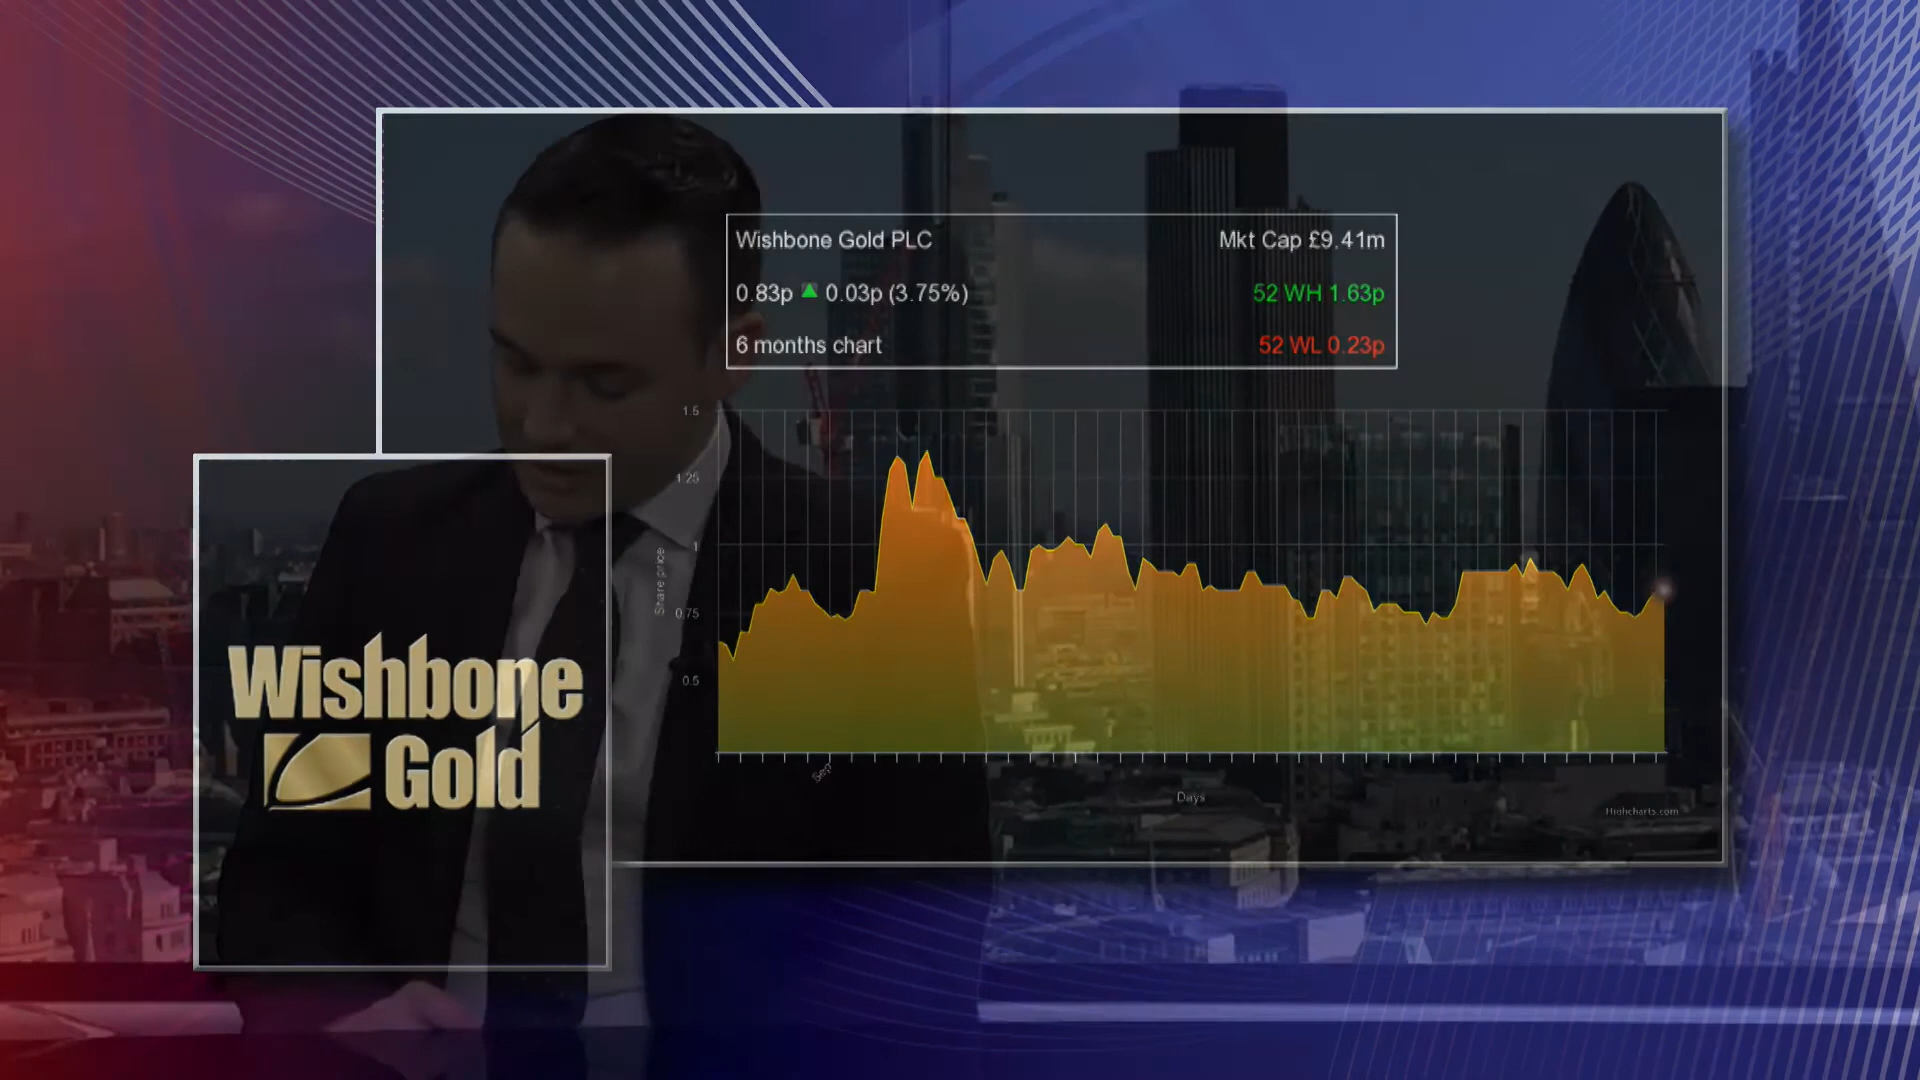 Wishbone Gold PLC Mkt Cap £9.41m
0.83p ▲ 0.03p (3.75%) 52 WH 1.63p
6 months chart 52 WL 0.23p
1.5
1.25
1
0.75
0.5
Share price
Sep
Days
Highcharts.com
Wishbone
Gold